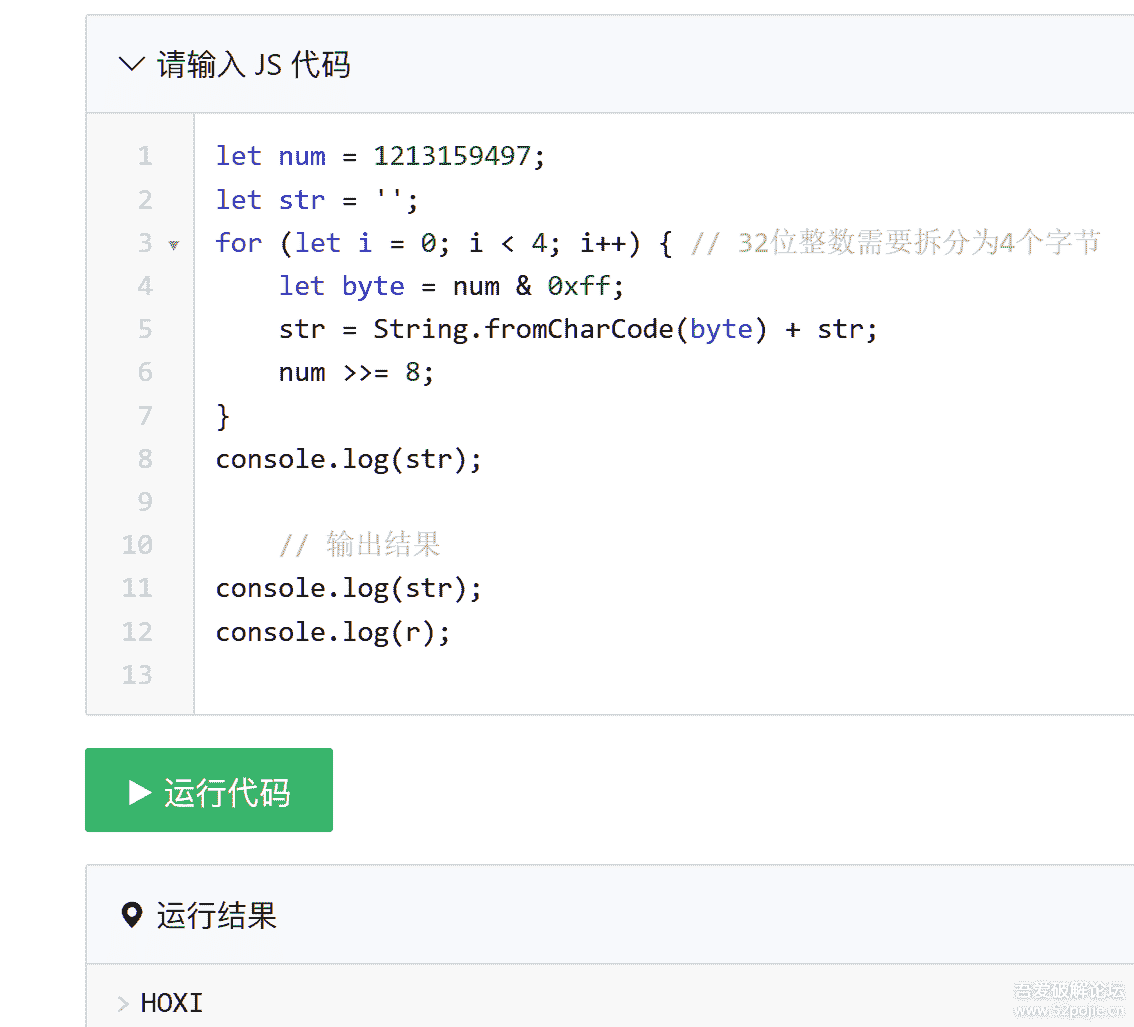 请输入 JS 代码
1 let num = 1213159497;
2 let str = '';
3 for (let i = 0; i < 4; i++) { // 32位整数需要拆分为4个字节
4 let byte = num & 0xff;
5 str = String.fromCharCode(byte) + str;
6 num >>= 8;
7 }
8 console.log(str);
9
10 // 输出结果
11 console.log(str);
12 console.log(r);
13
运行代码
运行结果
> HOXI
吾爱破解论坛
www.52pojie.cn